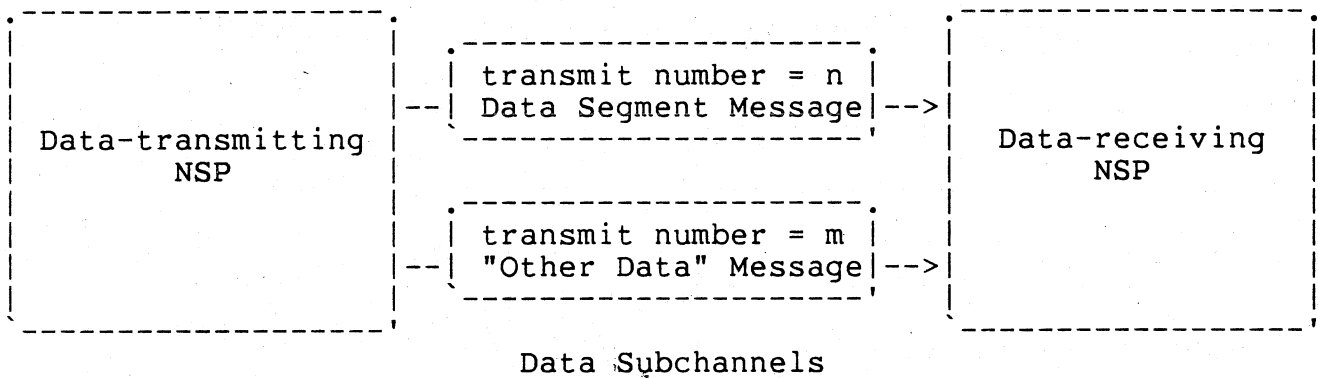 transmit number = n
Data Segment Message
Data-transmitting
NSP
Data-receiving
NSP
transmit number = m
"Other Data" Message
Data Subchannels